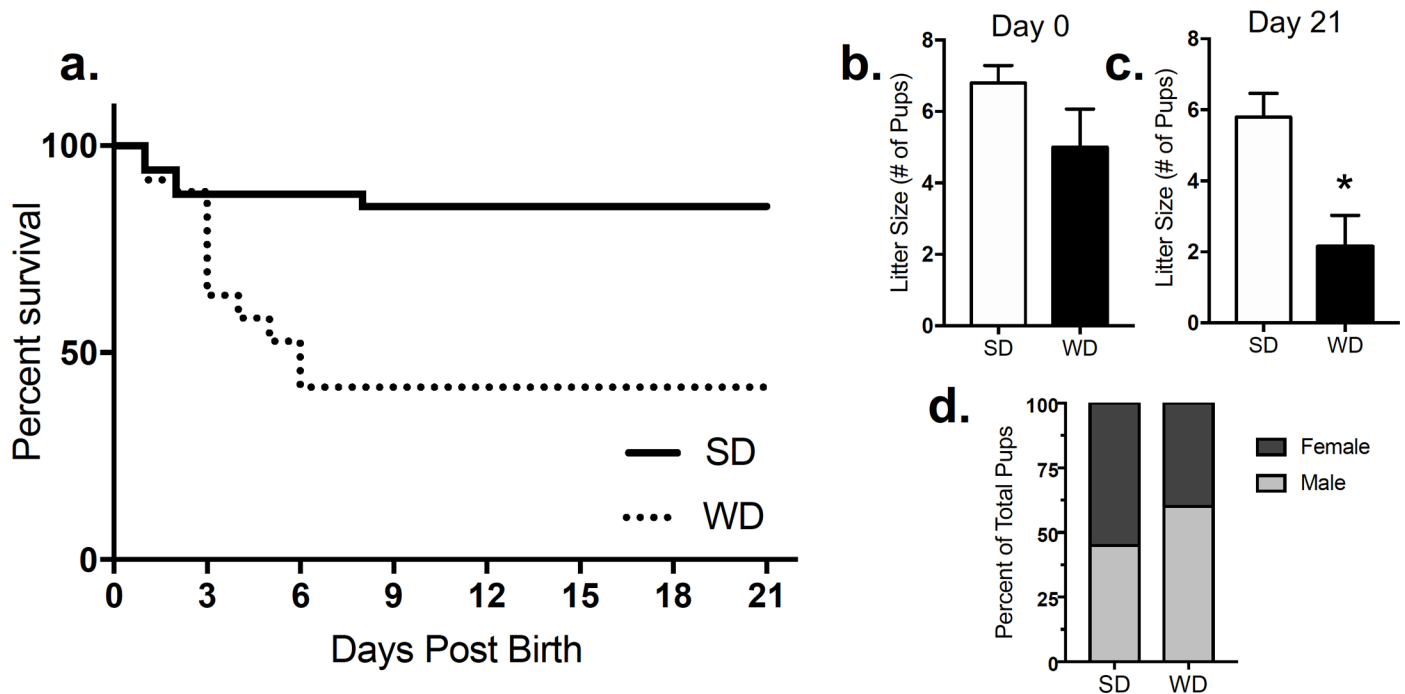 a.
100
50
0
Percent survival
0 3 6 9 12 15 18 21
Days Post Birth
SD
WD
b.
Day 0
8
6
4
2
0
Litter Size (# of Pups)
SD WD
c.
Day 21
8
6
4
2
0
Litter Size (# of Pups)
*
SD WD
d.
100
75
50
25
0
Percent of Total Pups
SD WD
Female
Male